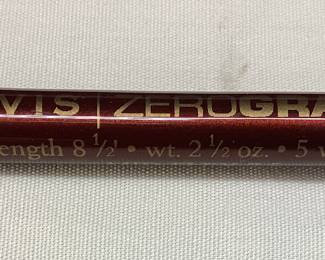 VIS | ZEROGRA
ength 8 ½' • wt. 2 ½ oz. • 5 w